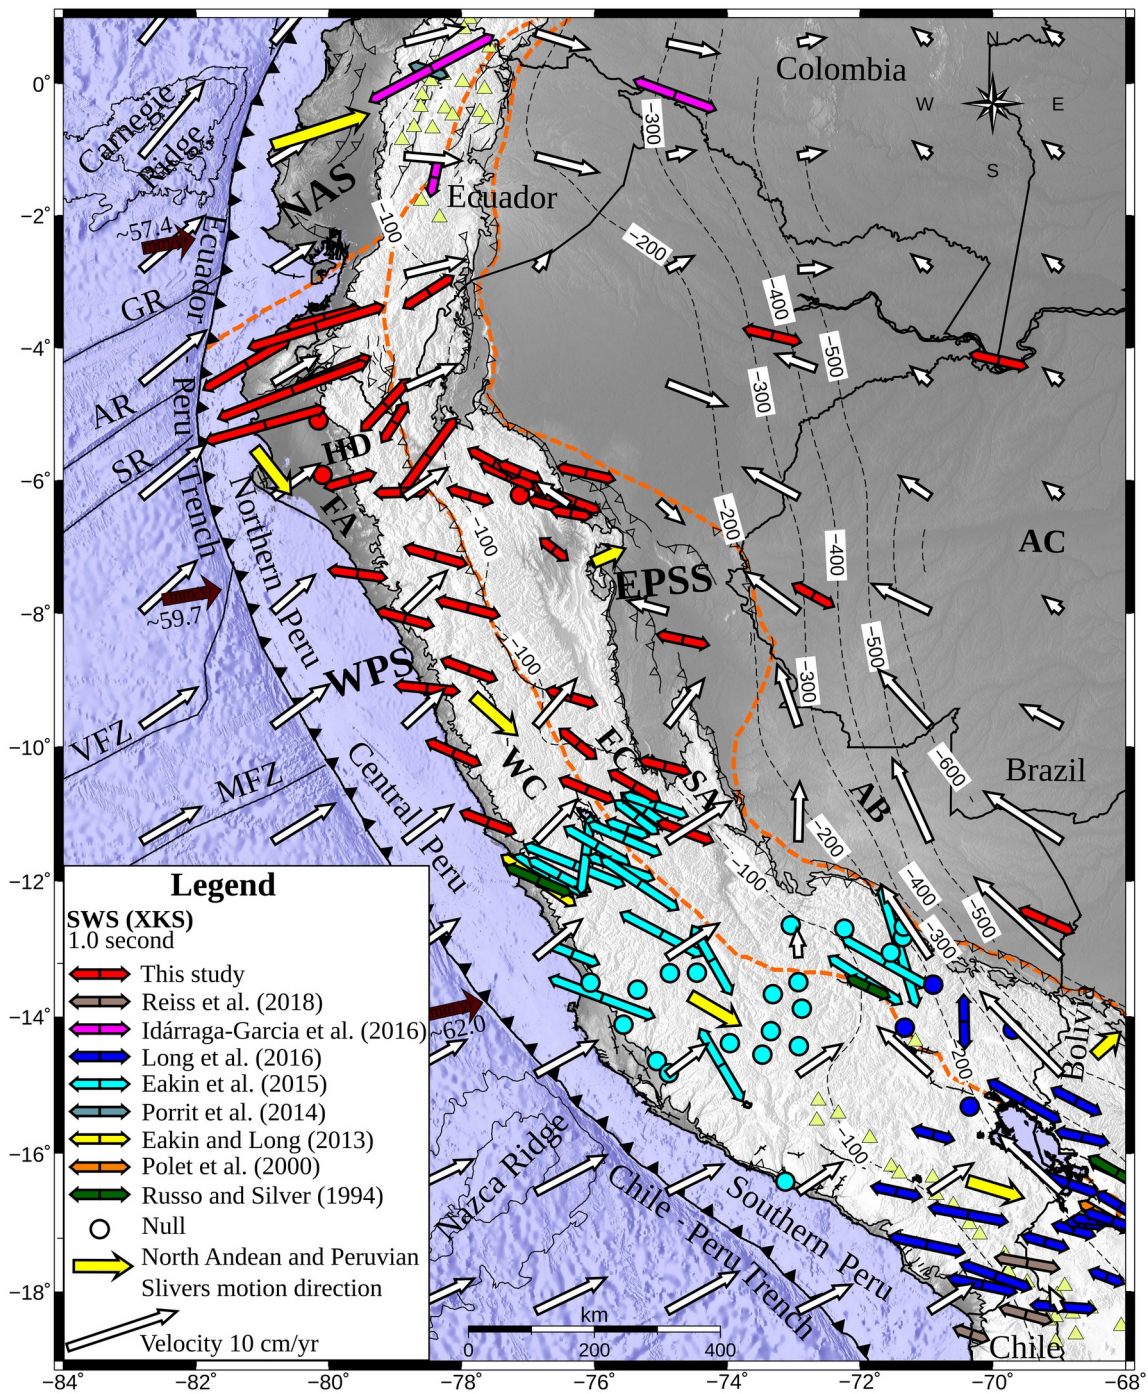 Colombia
N
W
E
S
0°
−2°
−4°
−6°
−8°
−10°
−12°
−14°
−16°
−18°
Carnegie
Ridge
NAS
Ecuador
−100
−300
−200
−400
−500
~57.4
mm/y
GR
Ecuador
AR
Peru
SR
Trench
HD
FA
−300
−200
−100
−400
AC
EPSS
~59.7
mm/y
Northern Peru
−500
−100
−300
WPS
VFZ
MFZ
WC
EC
SA
AB
−600
Brazil
Central Peru
−200
−100
−400
−500
−300
~62.0
Bolivia
−200
−100
Nazca Ridge
Chile - Peru Trench
Southern Peru
Chile
Legend
SWS (XKS)
1.0 second
This study
Reiss et al. (2018)
Idárraga-Garcia et al. (2016)
Long et al. (2016)
Eakin et al. (2015)
Porrit et al. (2014)
Eakin and Long (2013)
Polet et al. (2000)
Russo and Silver (1994)
Null
North Andean and Peruvian
Slivers motion direction
Velocity 10 cm/yr
km
0 200 400
−84 −82 −80 −78 −76 −74 −72 −70 −68